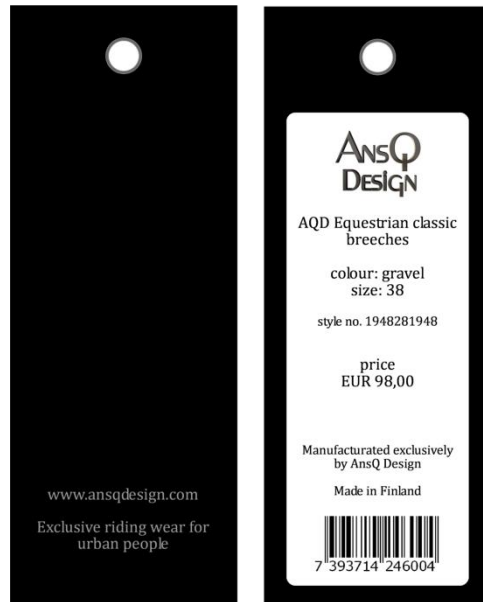 www.ansqdesign.com
Exclusive riding wear for
urban people
AnsQ
Design
AQD Equestrian classic
breeches
colour: gravel
size: 38
style no. 1948281948
price
EUR 98,00
Manufacturated exclusively
by AnsQ Design
Made in Finland
7 393714 246004